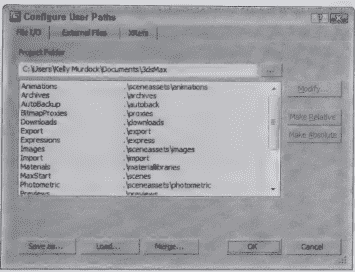 Configure User Paths
File I/O External Files XRefs
Project Folder
C:\Users\Kelly Murdock\Documents\3dsMax ...
Animations .\sceneassets\animations
Archives .\archives
AutoBackup .\autoback
BitmapProxies .\proxies
Downloads .\downloads
Export .\export
Expressions .\express
Images .\sceneassets\images
Import .\import
Materials .\materiallibraries
MaxStart .\scenes
Photometric .\sceneassets\photometric
Previews .\previews
Modify...
Make Relative
Make Absolute
Save as... Load... Merge... OK Cancel